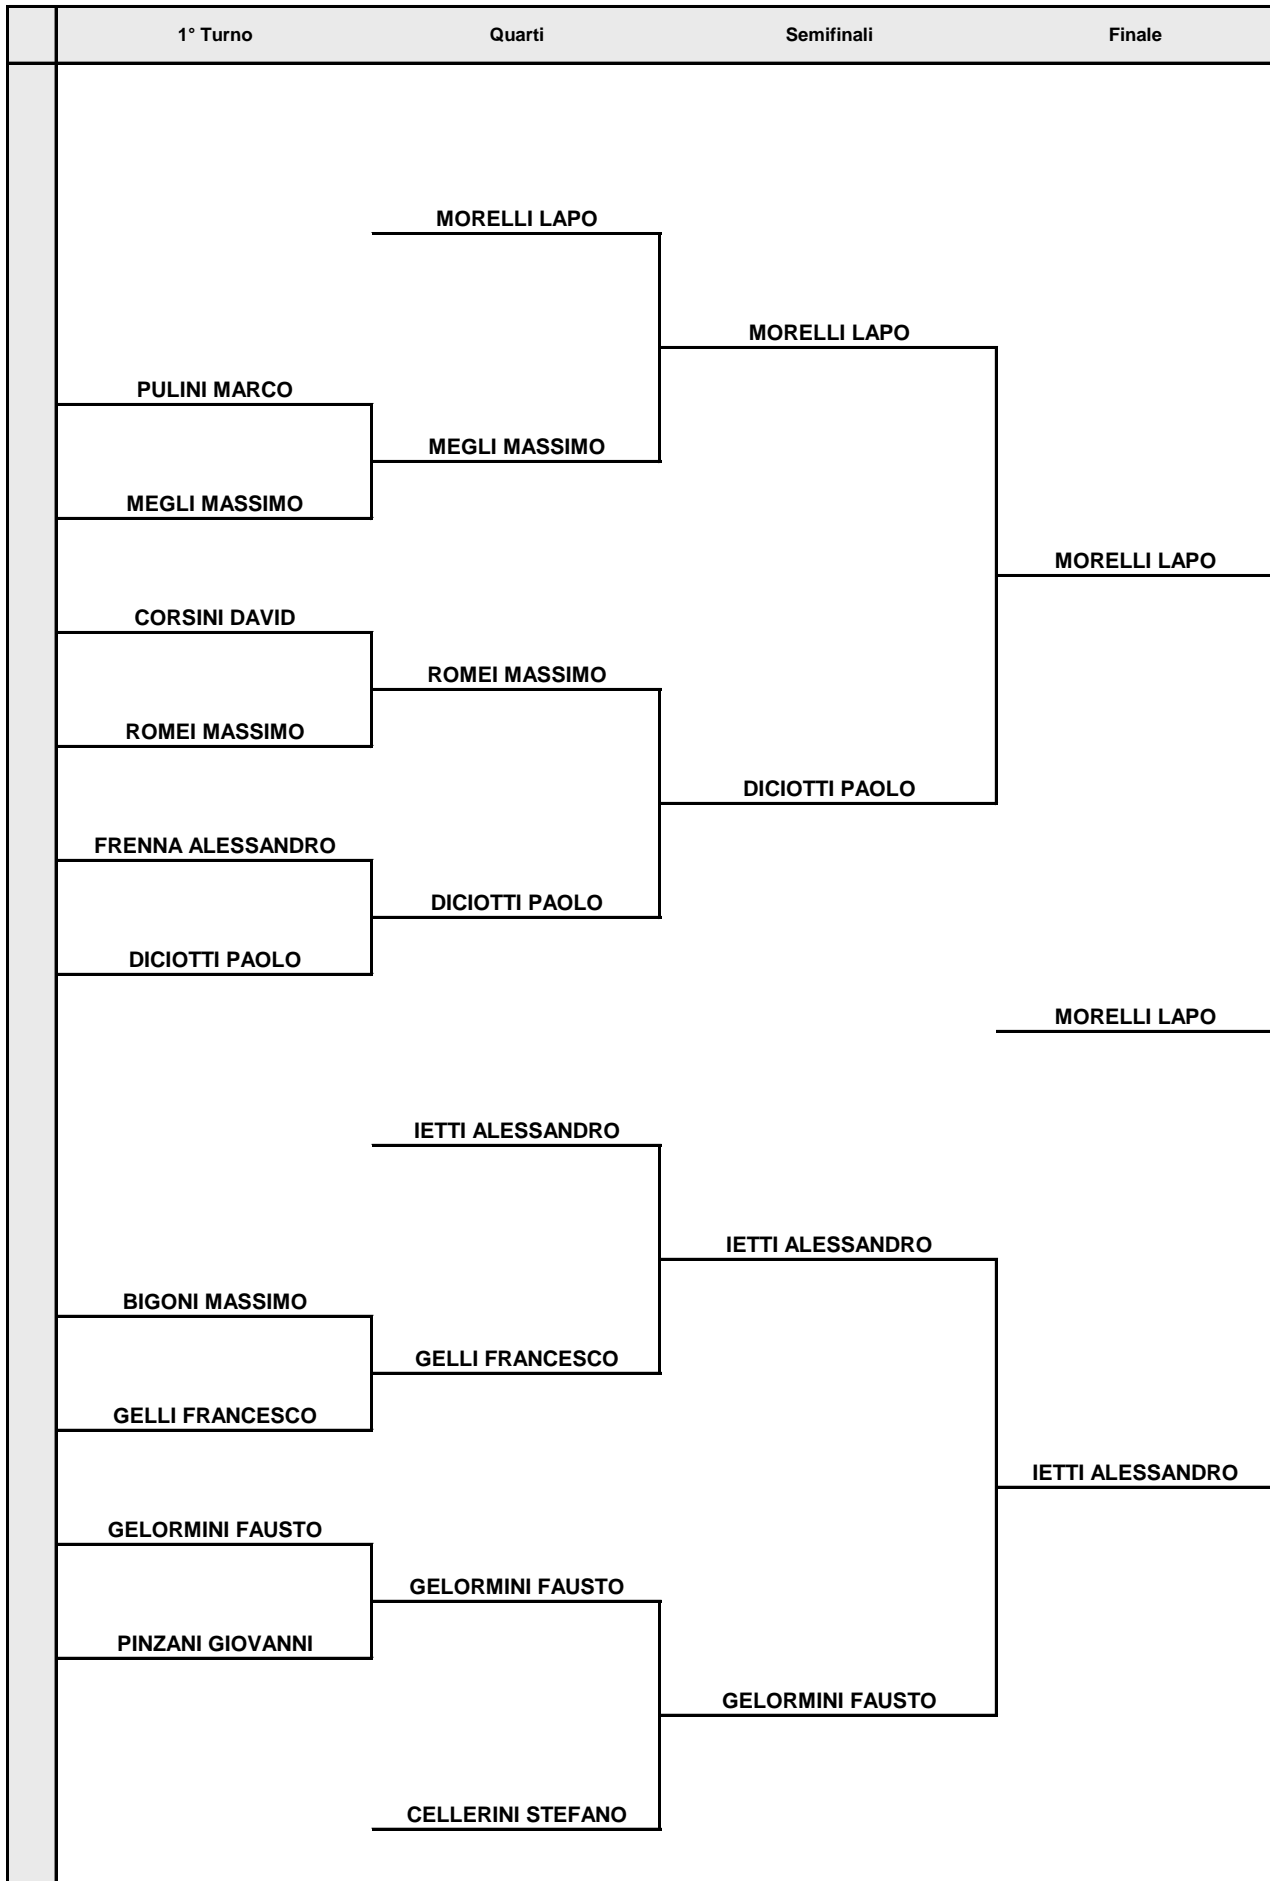 1° Turno Quarti Semifinali Finale
MORELLI LAPO
MORELLI LAPO
PULINI MARCO
MEGLI MASSIMO
MEGLI MASSIMO
MORELLI LAPO
CORSINI DAVID
ROMEI MASSIMO
ROMEI MASSIMO
DICIOTTI PAOLO
FRENNA ALESSANDRO
DICIOTTI PAOLO
DICIOTTI PAOLO
MORELLI LAPO
IETTI ALESSANDRO
IETTI ALESSANDRO
BIGONI MASSIMO
GELLI FRANCESCO
GELLI FRANCESCO
IETTI ALESSANDRO
GELORMINI FAUSTO
GELORMINI FAUSTO
PINZANI GIOVANNI
GELORMINI FAUSTO
CELLERINI STEFANO